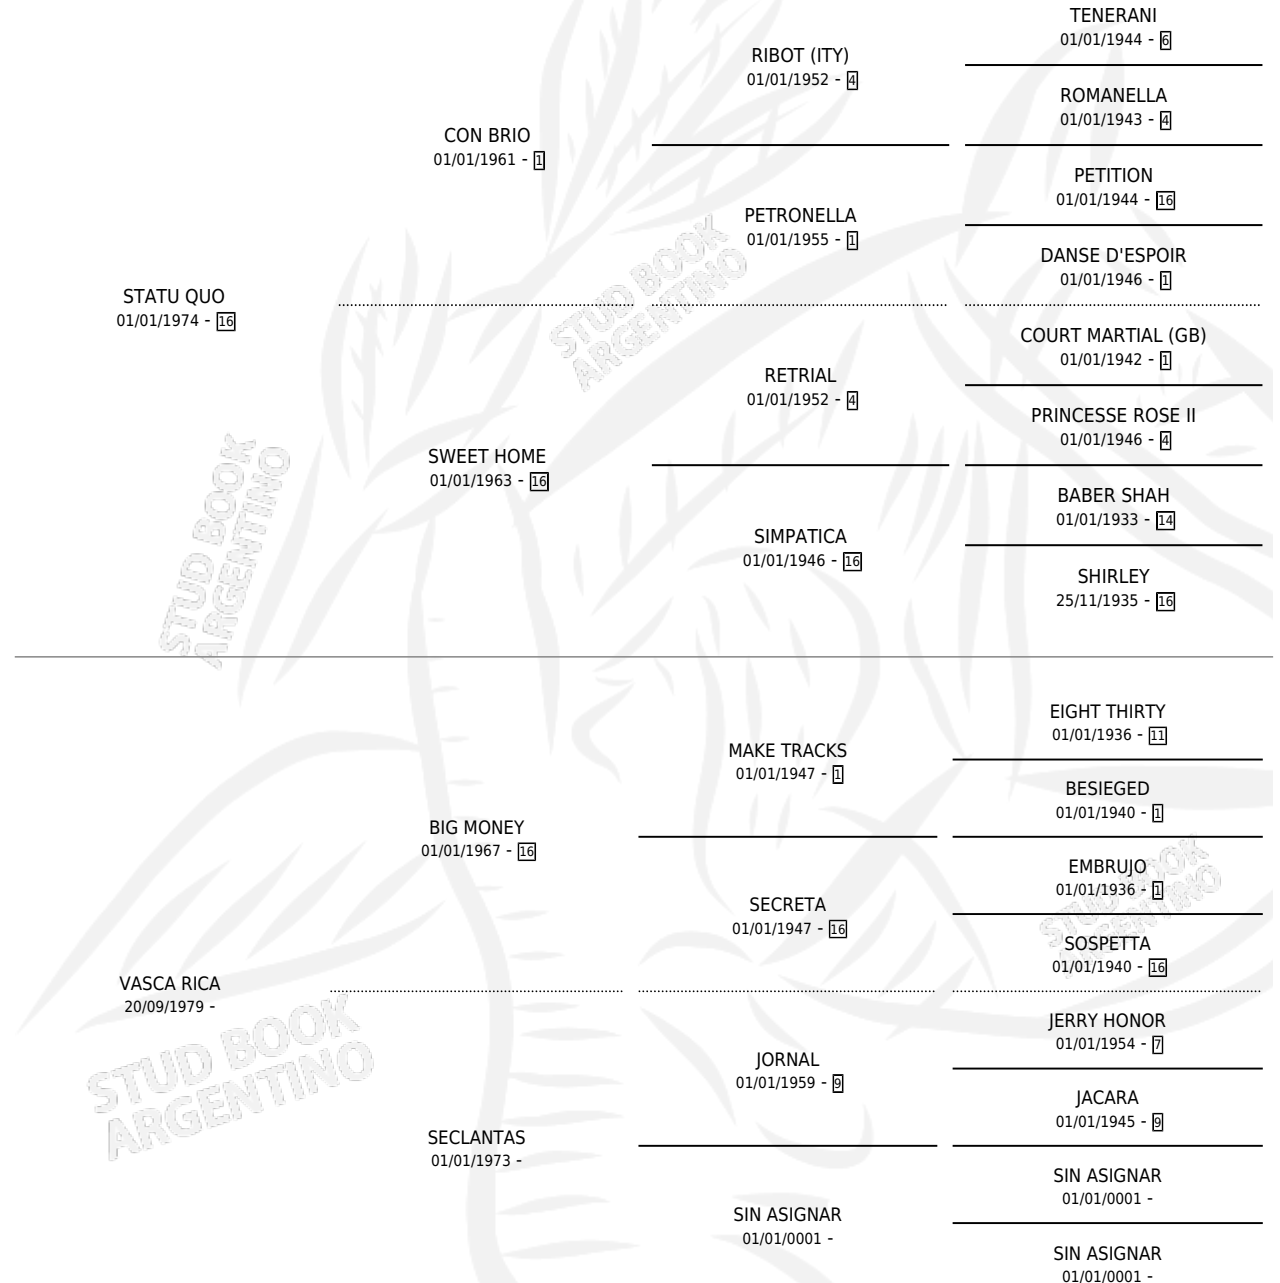 TENERANI
01/01/1944 - 6
RIBOT (ITY)
01/01/1952 - 4
ROMANELLA
01/01/1943 - 4
CON BRIO
01/01/1961 - 1
PETITION
01/01/1944 - 16
PETRONELLA
01/01/1955 - 1
DANSE D'ESPOIR
01/01/1946 - 1
STATU QUO
01/01/1974 - 16
COURT MARTIAL (GB)
01/01/1942 - 1
RETRIAL
01/01/1952 - 4
PRINCESSE ROSE II
01/01/1946 - 4
SWEET HOME
01/01/1963 - 16
BABER SHAH
01/01/1933 - 14
SIMPATICA
01/01/1946 - 16
SHIRLEY
25/11/1935 - 16
EIGHT THIRTY
01/01/1936 - 11
MAKE TRACKS
01/01/1947 - 1
BESIEGED
01/01/1940 - 1
BIG MONEY
01/01/1967 - 16
EMBRUJO
01/01/1936 - 1
SECRETA
01/01/1947 - 16
SOSPETTA
01/01/1940 - 16
VASCA RICA
20/09/1979 -
JERRY HONOR
01/01/1954 - 7
JORNAL
01/01/1959 - 9
JACARA
01/01/1945 - 9
SECLANTAS
01/01/1973 -
SIN ASIGNAR
01/01/0001 -
SIN ASIGNAR
01/01/0001 -
SIN ASIGNAR
01/01/0001 -
STUD BOOK
ARGENTINO
STUD BOOK
ARGENTINO
STUD BOOK
ARGENTINO
STUD BOOK
ARGENTINO